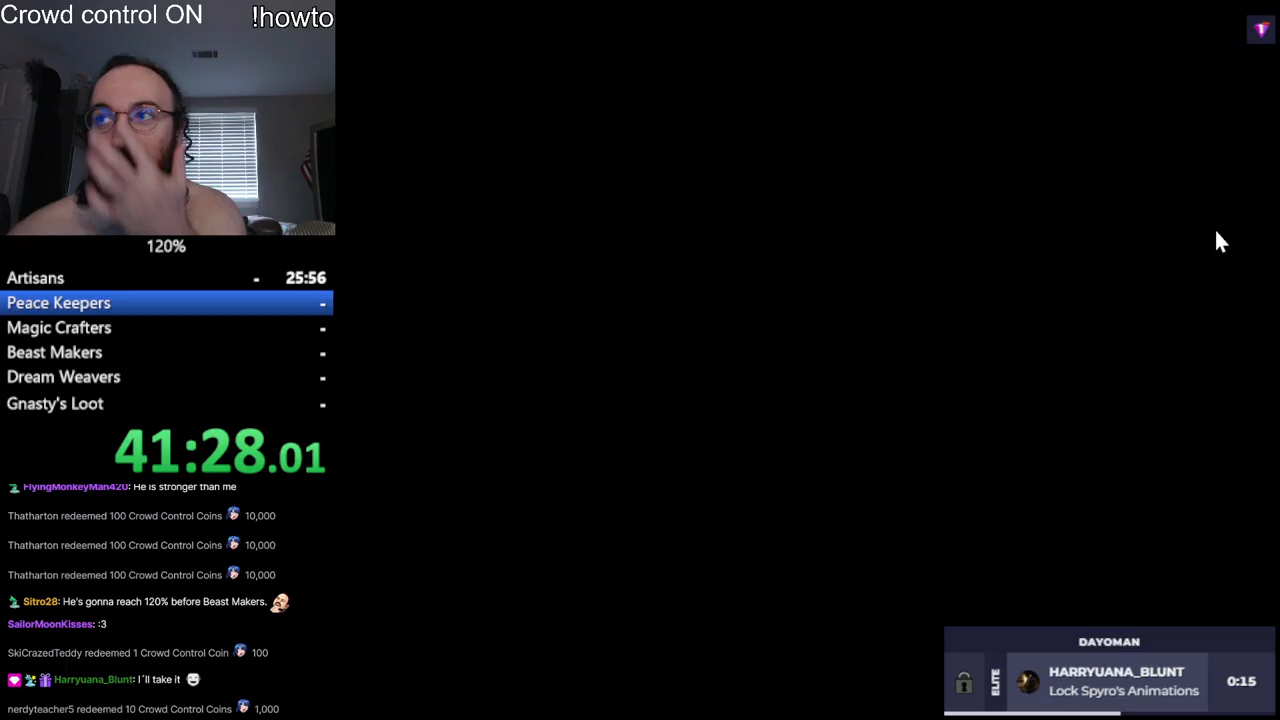 Crowd control ON !howto
120%
Artisans - 25:56
Peace Keepers -
Magic Crafters -
Beast Makers -
Dream Weavers -
Gnasty's Loot -
41:28.01
FlyingMonkeyMan420: He is stronger than me
Thatharton redeemed 100 Crowd Control Coins 10,000
Thatharton redeemed 100 Crowd Control Coins 10,000
Thatharton redeemed 100 Crowd Control Coins 10,000
Sitro28: He's gonna reach 120% before Beast Makers.
SailorMoonKisses: :3
SkiCrazedTeddy redeemed 1 Crowd Control Coin 100
Harryuana_Blunt: I´ll take it
nerdyteacher5 redeemed 10 Crowd Control Coins 1,000
DAYOMAN
ELITE
HARRYUANA_BLUNT
Lock Spyro's Animations
0:15